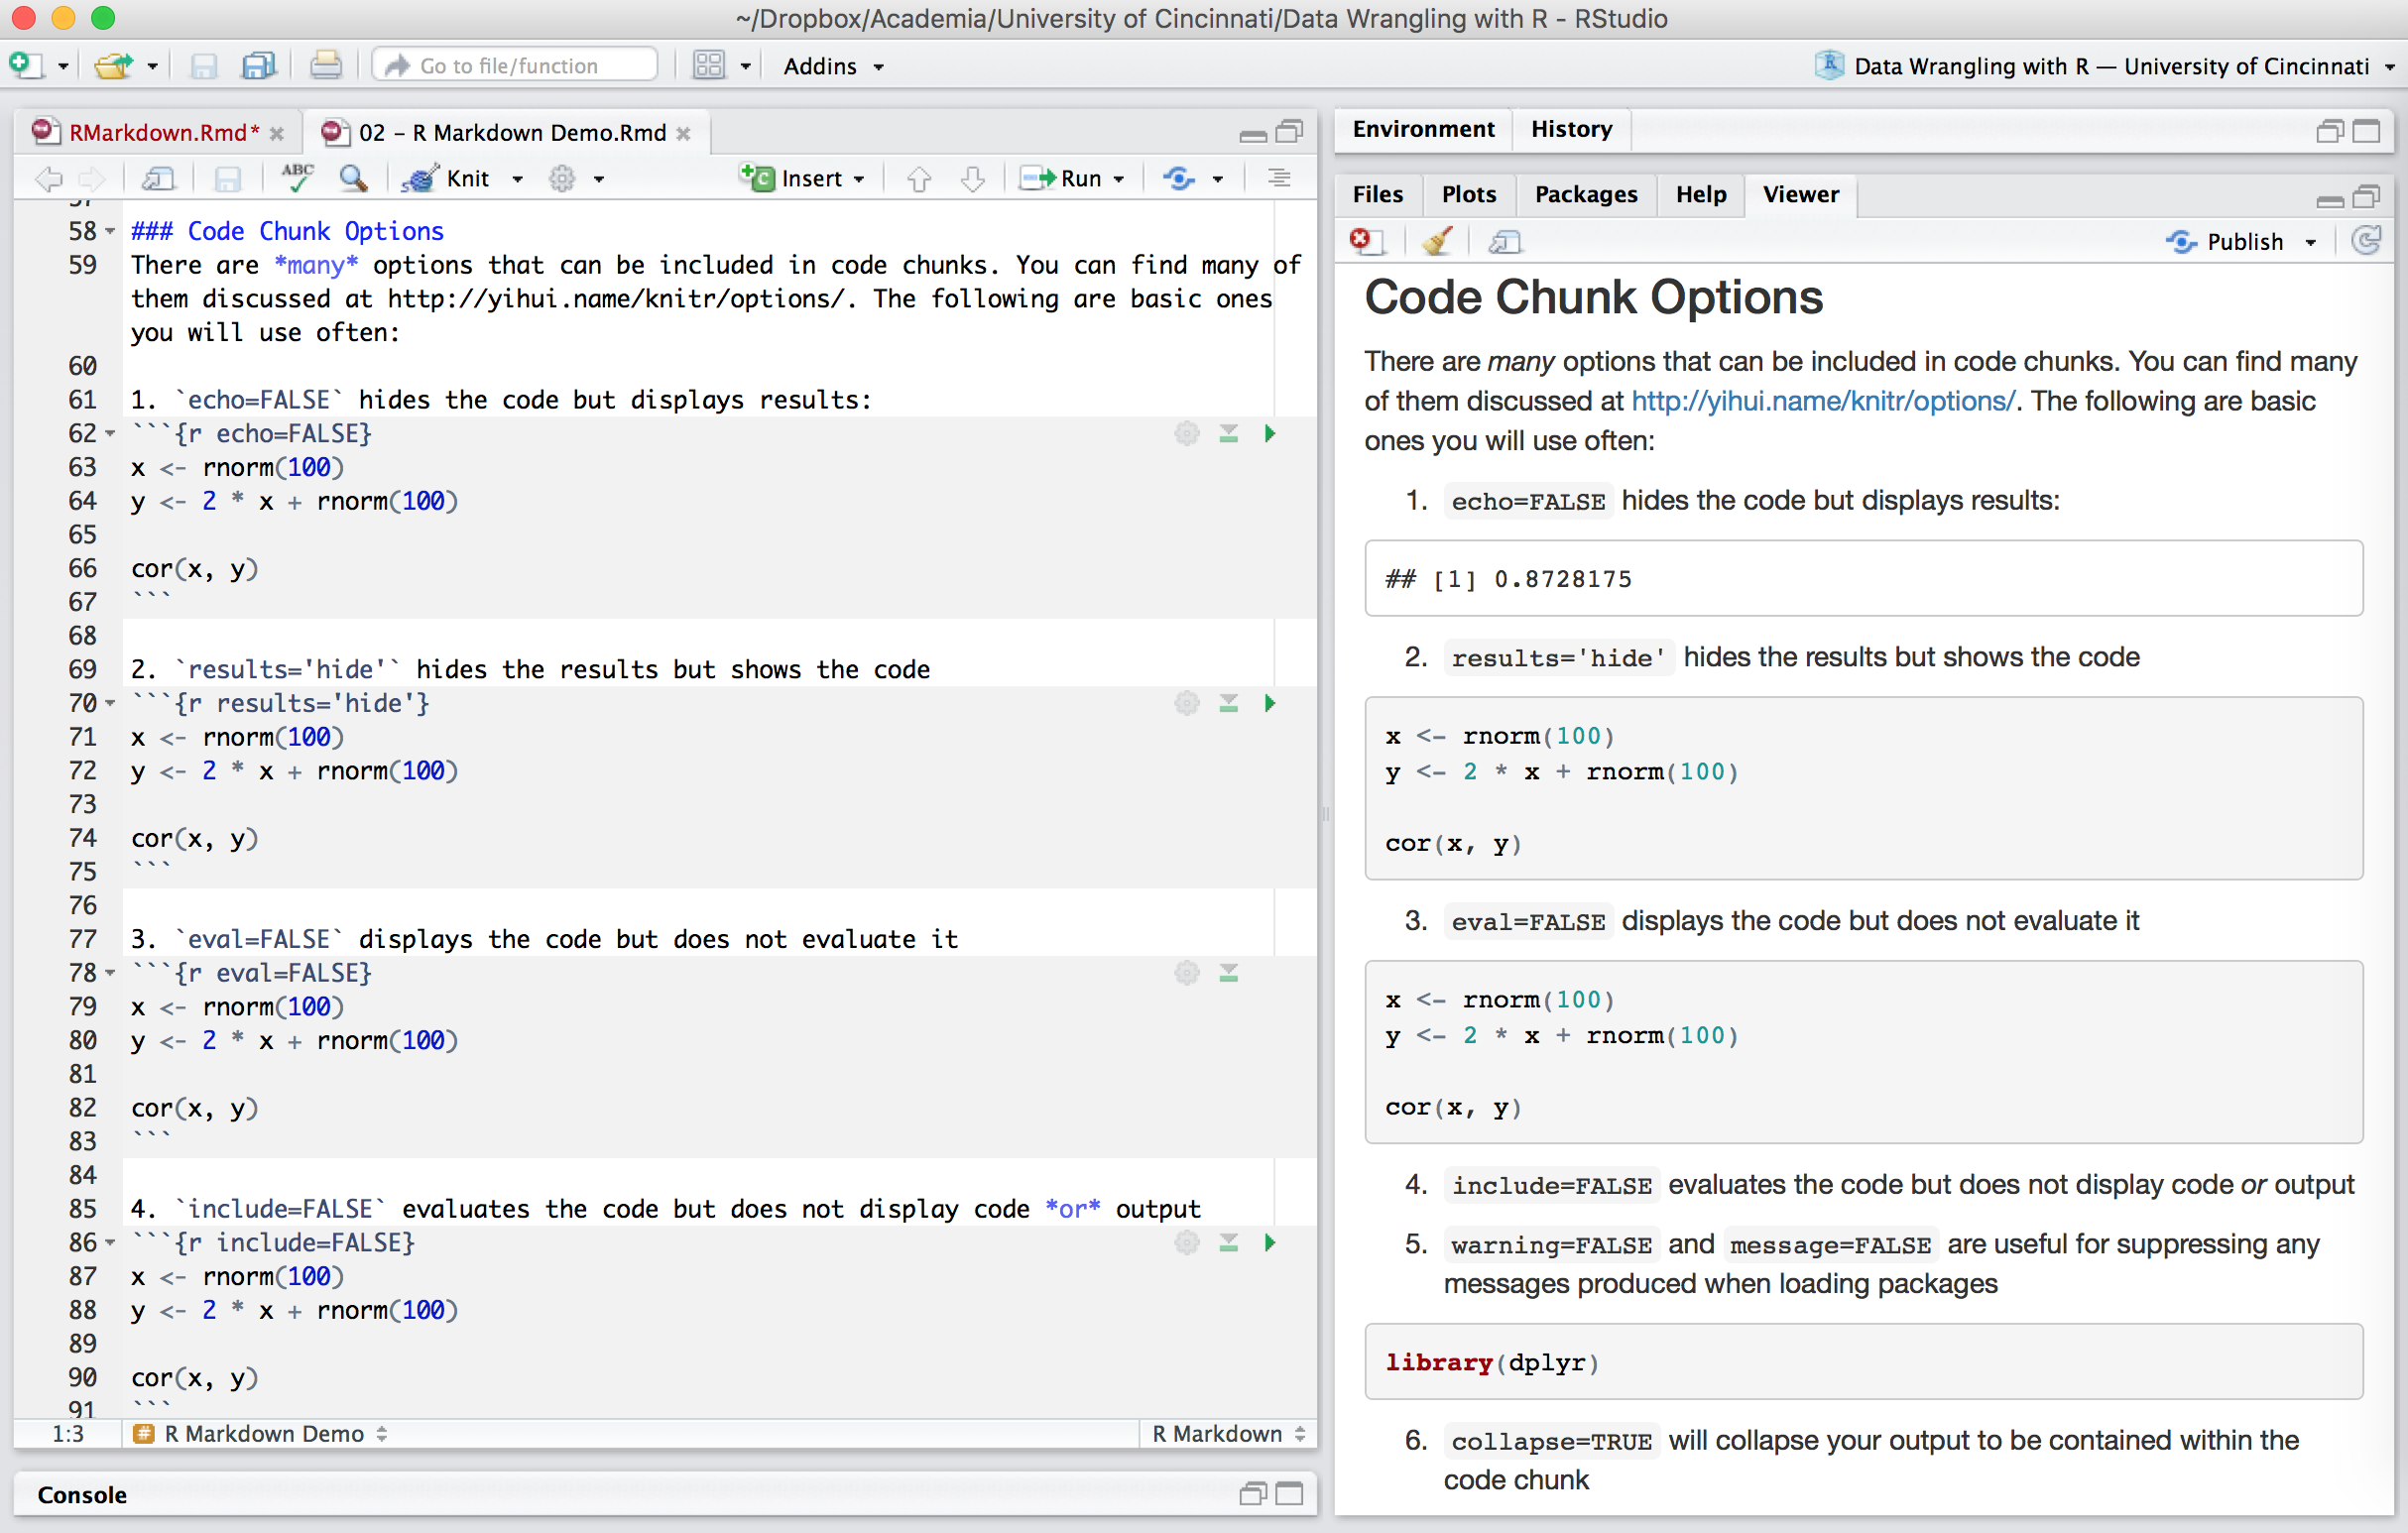 ~/Dropbox/Academia/University of Cincinnati/Data Wrangling with R - RStudio
Go to file/function
Addins
Data Wrangling with R — University of Cincinnati
RMarkdown.Rmd*
02 – R Markdown Demo.Rmd
ABC
Knit
Insert
Run
57
58 ### Code Chunk Options
59 There are *many* options that can be included in code chunks. You can find many of
them discussed at http://yihui.name/knitr/options/. The following are basic ones
you will use often:
60
61 1. `echo=FALSE` hides the code but displays results:
62 ```{r echo=FALSE}
63 x <- rnorm(100)
64 y <- 2 * x + rnorm(100)
65
66 cor(x, y)
67 ```
68
69 2. `results='hide'` hides the results but shows the code
70 ```{r results='hide'}
71 x <- rnorm(100)
72 y <- 2 * x + rnorm(100)
73
74 cor(x, y)
75 ```
76
77 3. `eval=FALSE` displays the code but does not evaluate it
78 ```{r eval=FALSE}
79 x <- rnorm(100)
80 y <- 2 * x + rnorm(100)
81
82 cor(x, y)
83 ```
84
85 4. `include=FALSE` evaluates the code but does not display code *or* output
86 ```{r include=FALSE}
87 x <- rnorm(100)
88 y <- 2 * x + rnorm(100)
89
90 cor(x, y)
91 ```
1:3
# R Markdown Demo
R Markdown
Console
Environment
History
Files
Plots
Packages
Help
Viewer
Publish
Code Chunk Options
There are many options that can be included in code chunks. You can find many
of them discussed at http://yihui.name/knitr/options/. The following are basic
ones you will use often:
1. echo=FALSE hides the code but displays results:
## [1] 0.8728175
2. results='hide' hides the results but shows the code
x <- rnorm(100)
y <- 2 * x + rnorm(100)
cor(x, y)
3. eval=FALSE displays the code but does not evaluate it
x <- rnorm(100)
y <- 2 * x + rnorm(100)
cor(x, y)
4. include=FALSE evaluates the code but does not display code or output
5. warning=FALSE and message=FALSE are useful for suppressing any
messages produced when loading packages
library(dplyr)
6. collapse=TRUE will collapse your output to be contained within the
code chunk